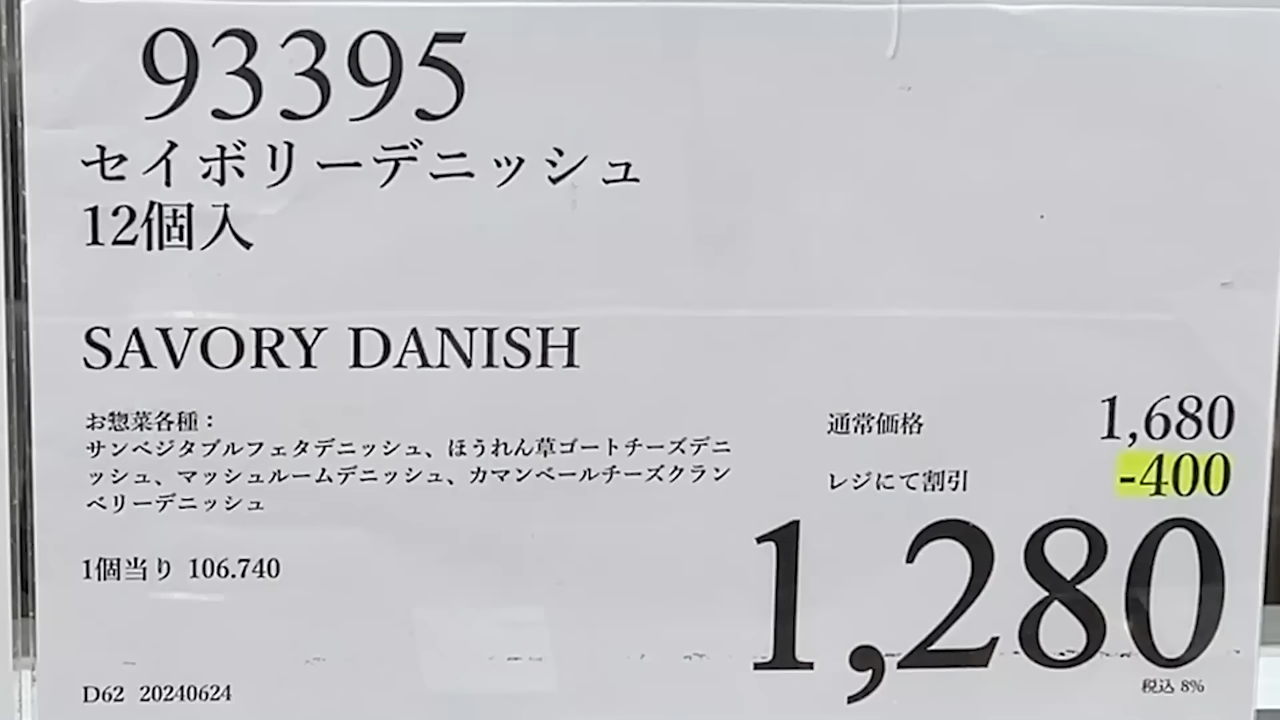 93395
セイボリーデニッシュ
12個入
SAVORY DANISH
お惣菜各種：
サンベジタブルフェタデニッシュ、ほうれん草ゴートチーズデニ
ッシュ、マッシュルームデニッシュ、カマンベールチーズクラン
ベリーデニッシュ
1個当り 106.740
通常価格 1,680
レジにて割引 -400
1,280
税込 8%
D62 20240624